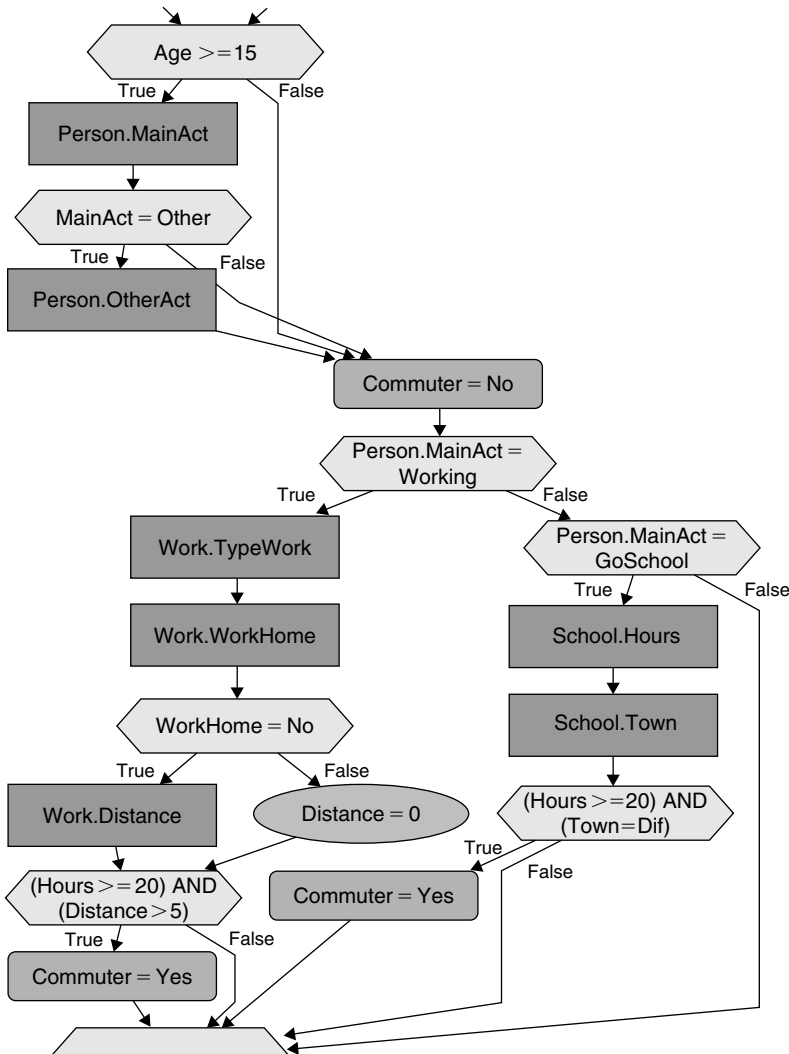 Age >=15
True
False
Person.MainAct
MainAct = Other
True
False
Person.OtherAct
Commuter = No
Person.MainAct =
Working
True
False
Work.TypeWork
Person.MainAct =
GoSchool
True
False
Work.WorkHome
School.Hours
WorkHome = No
School.Town
True
False
Work.Distance
Distance = 0
(Hours >=20) AND
(Town=Dif)
True
False
(Hours >= 20) AND
(Distance > 5)
Commuter = Yes
True
False
Commuter = Yes